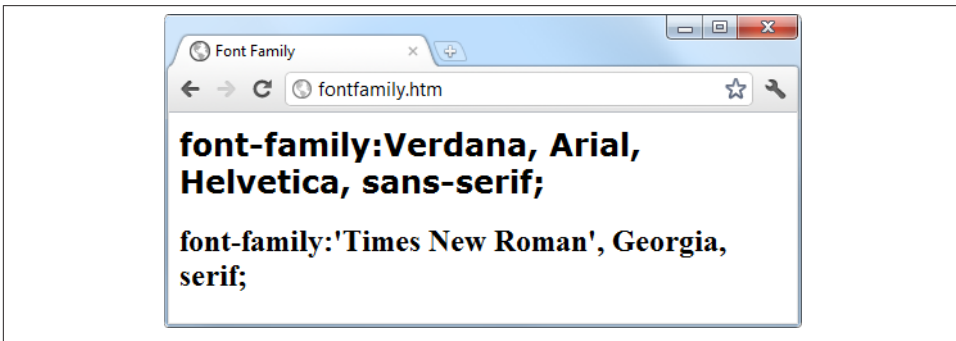 Font Family
fontfamily.htm
font-family:Verdana, Arial,
Helvetica, sans-serif;
font-family:'Times New Roman', Georgia,
serif;